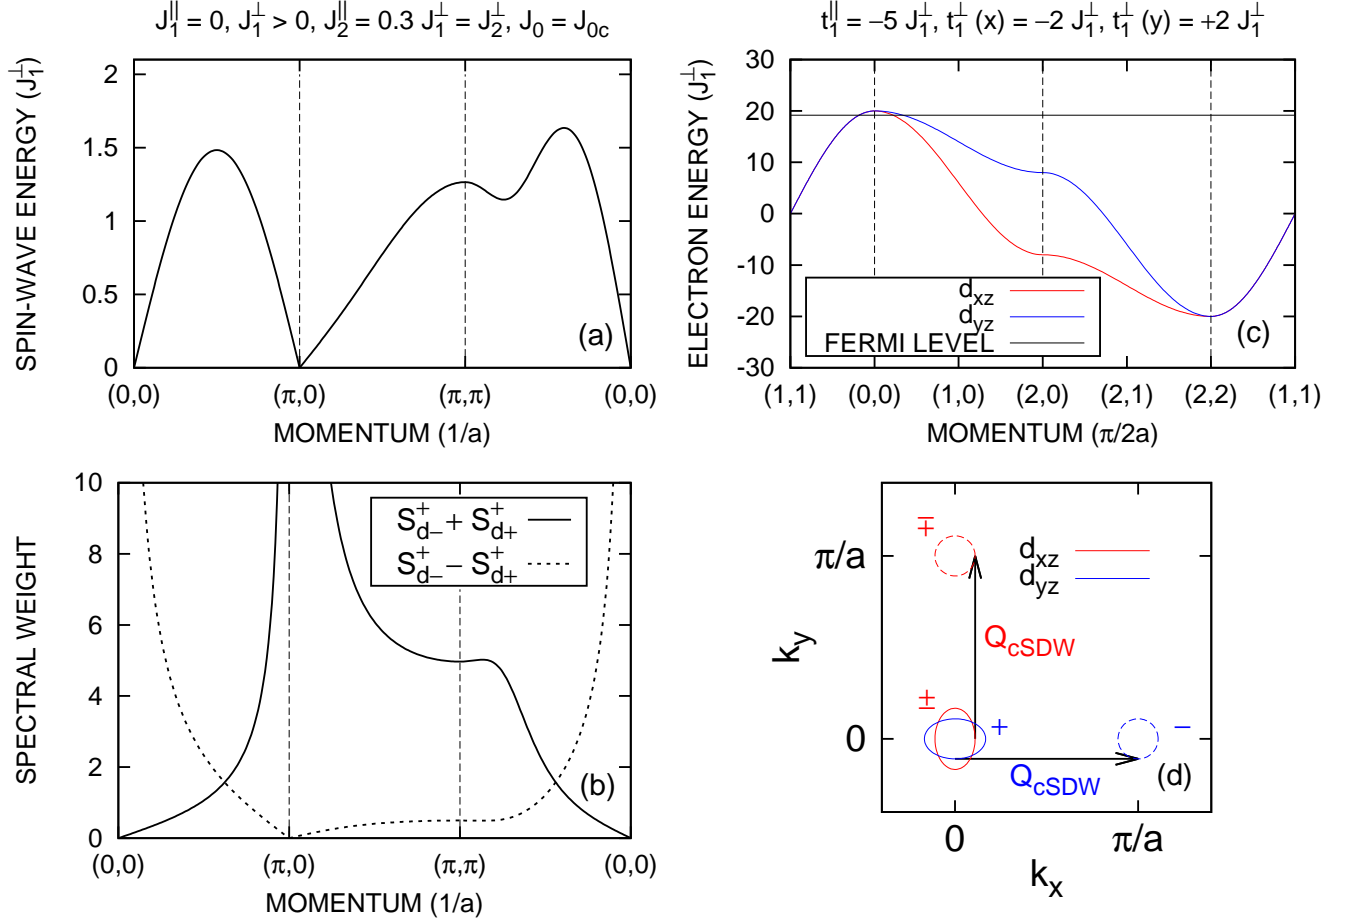 J₁^∥ = 0, J₁^⊥ > 0, J₂^∥ = 0.3 J₁^⊥ = J₂^⊥, J₀ = J₀c
SPIN-WAVE ENERGY (J₁^⊥)
2
1.5
1
0.5
0
(a)
(0,0) (π,0) (π,π) (0,0)
MOMENTUM (1/a)
t₁^∥ = −5 J₁^⊥, t₁^⊥ (x) = −2 J₁^⊥, t₁^⊥ (y) = +2 J₁^⊥
ELECTRON ENERGY (J₁^⊥)
30
20
10
0
-10
-20
-30
d_xz
d_yz
FERMI LEVEL
(c)
(1,1) (0,0) (1,0) (2,0) (2,1) (2,2) (1,1)
MOMENTUM (π/2a)
SPECTRAL WEIGHT
10
8
6
4
2
0
S_d−^+ + S_d+^+
S_d−^+ − S_d+^+
(b)
(0,0) (π,0) (π,π) (0,0)
MOMENTUM (1/a)
k_y
π/a
0
∓
d_xz
d_yz
Q_cSDW
±
+
−
Q_cSDW
(d)
0 π/a
k_x